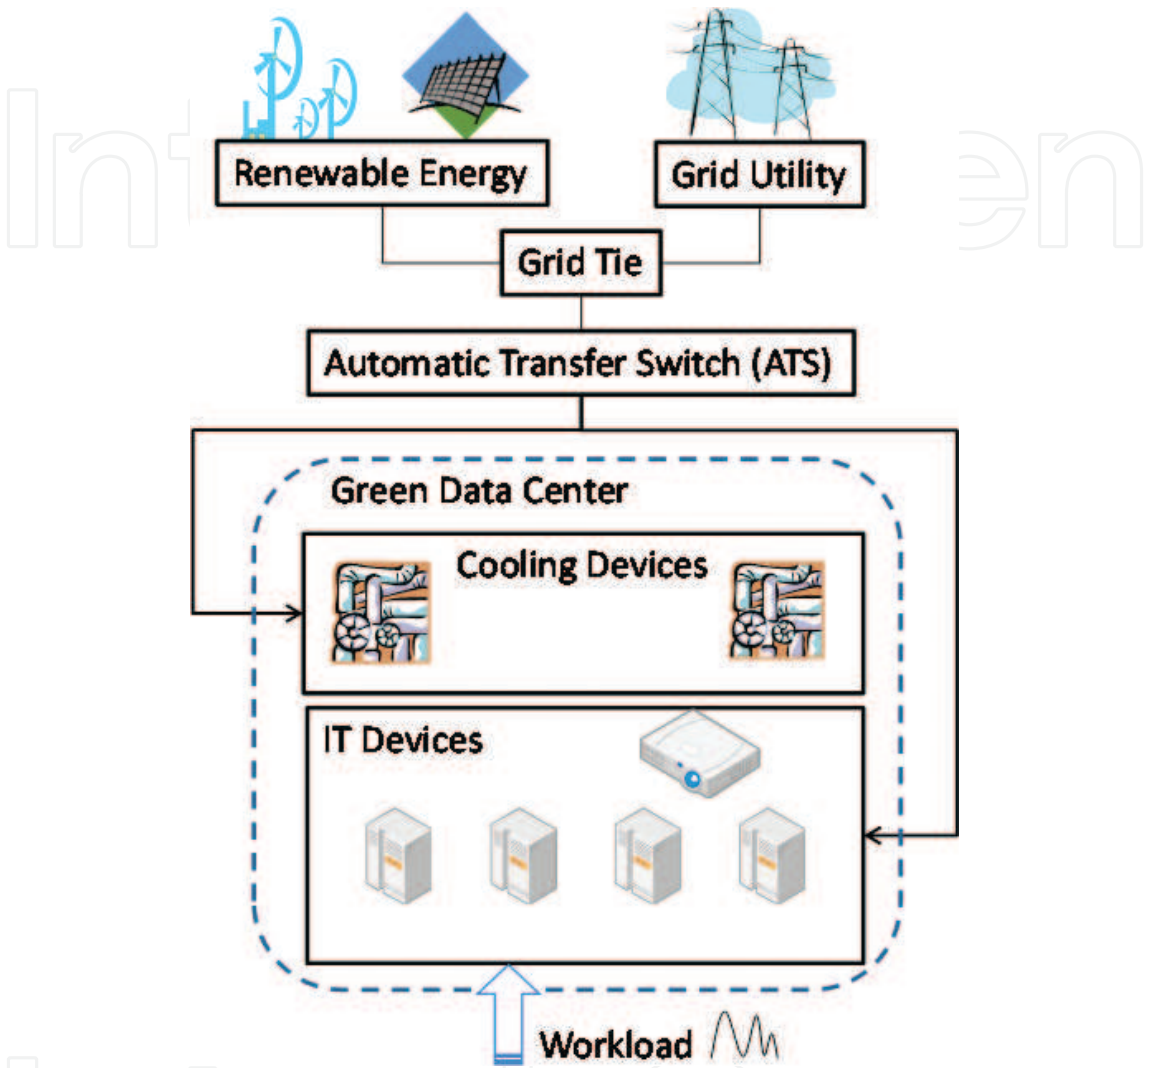 Renewable Energy
Grid Utility
Grid Tie
Automatic Transfer Switch (ATS)
Green Data Center
Cooling Devices
IT Devices
Workload